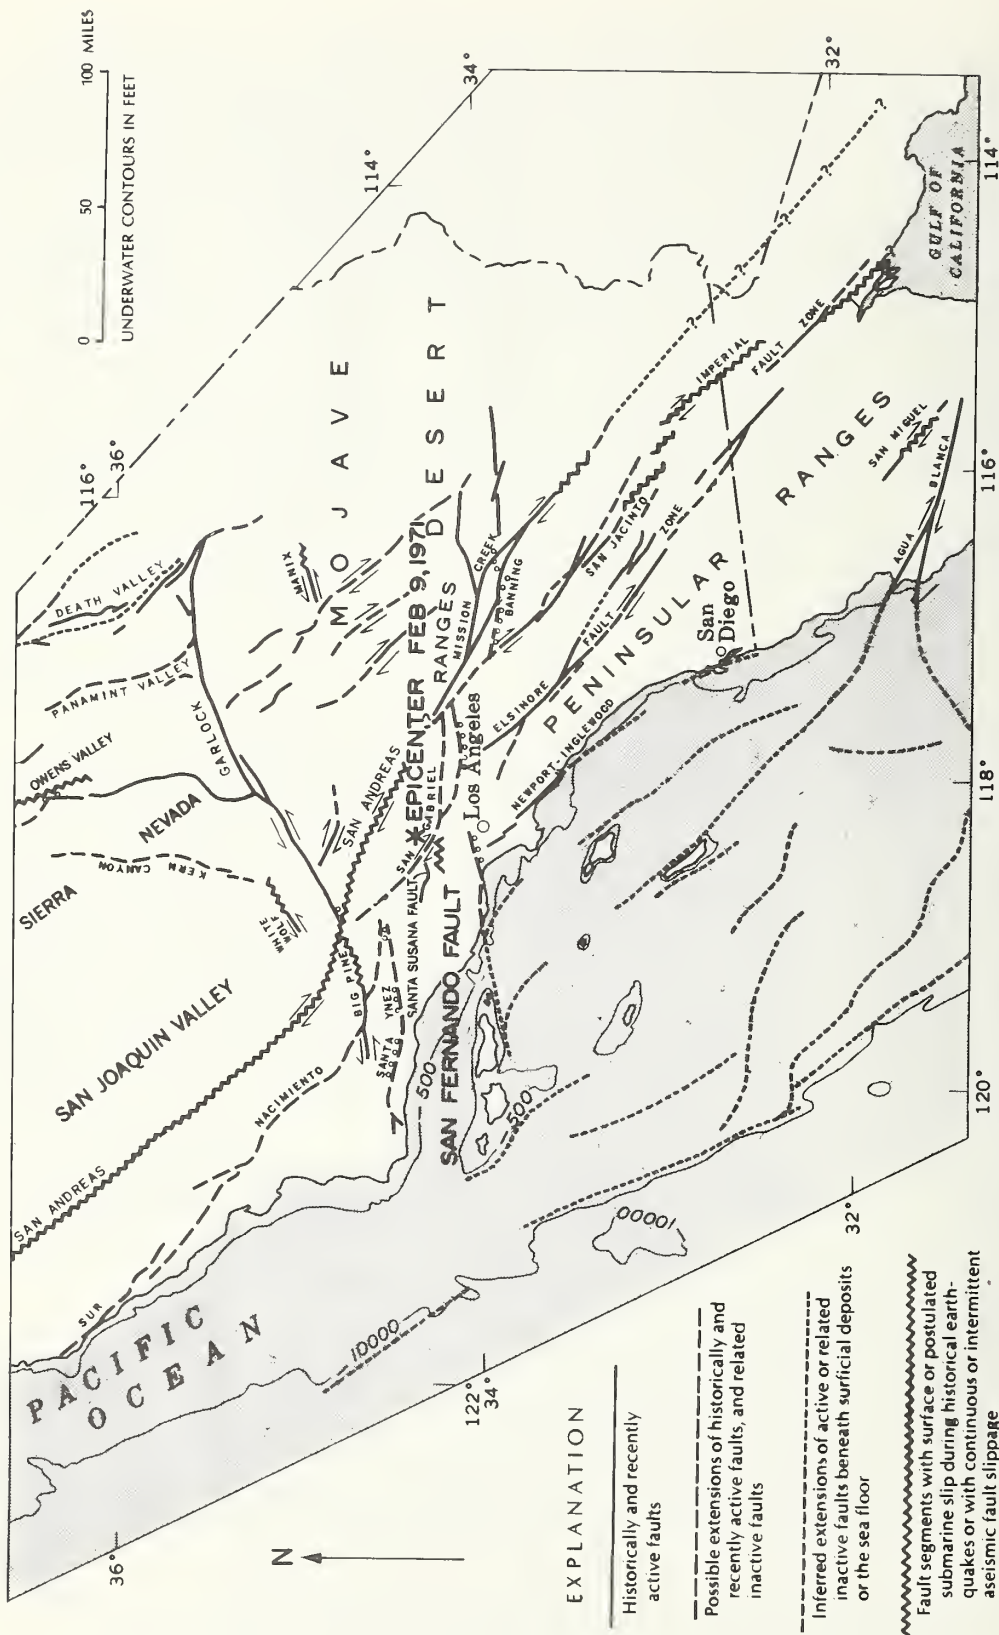 0 50 100 MILES
UNDERWATER CONTOURS IN FEET
116°
36°
114°
34°
32°
DEATH VALLEY
PANAMINT VALLEY
OWENS VALLEY
SIERRA
NEVADA
KERN
CANYON
GARLOCK
MANIX
MOJAVE
DESERT
WHITE
WOLF
SAN JOAQUIN VALLEY
SAN ANDREAS
SAN ANDREAS
BIG PINE
SANTA YNEZ
NACIMIENTO
SUR
SANTA SUSANA FAULT
SAN GABRIEL
*EPICENTER FEB 9, 1971
SAN FERNANDO FAULT
RANGES
MISSION
CREEK
BANNING
Los Angeles
ELSINORE
FAULT
ZONE
NEWPORT-INGLEWOOD
SAN JACINTO
PENINSULAR
RANGES
San
Diego
IMPERIAL
FAULT
ZONE
SAN MIGUEL
AGUA
BLANCA
GULF OF
CALIFORNIA
?
?
?
?
?
PACIFIC
OCEAN
500
500
10000
10000
36°
122°
34°
32°
120°
118°
116°
114°
N
EXPLANATION
Historically and recently
active faults
Possible extensions of historically and
recently active faults, and related
inactive faults
Inferred extensions of active or related
inactive faults beneath surficial deposits
or the sea floor
Fault segments with surface or postulated
submarine slip during historical earth-
quakes or with continuous or intermittent
aseismic fault slippage